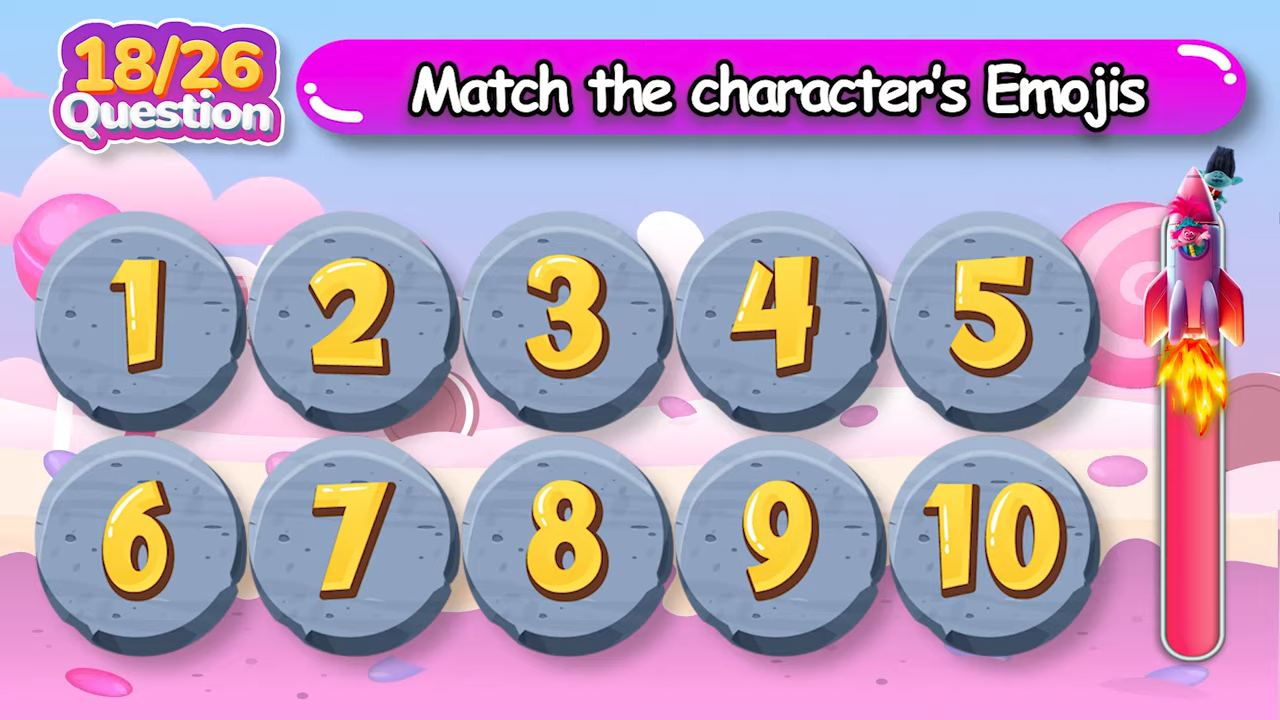 18/26
Question
Match the character's Emojis
1 2 3 4 5
6 7 8 9 10